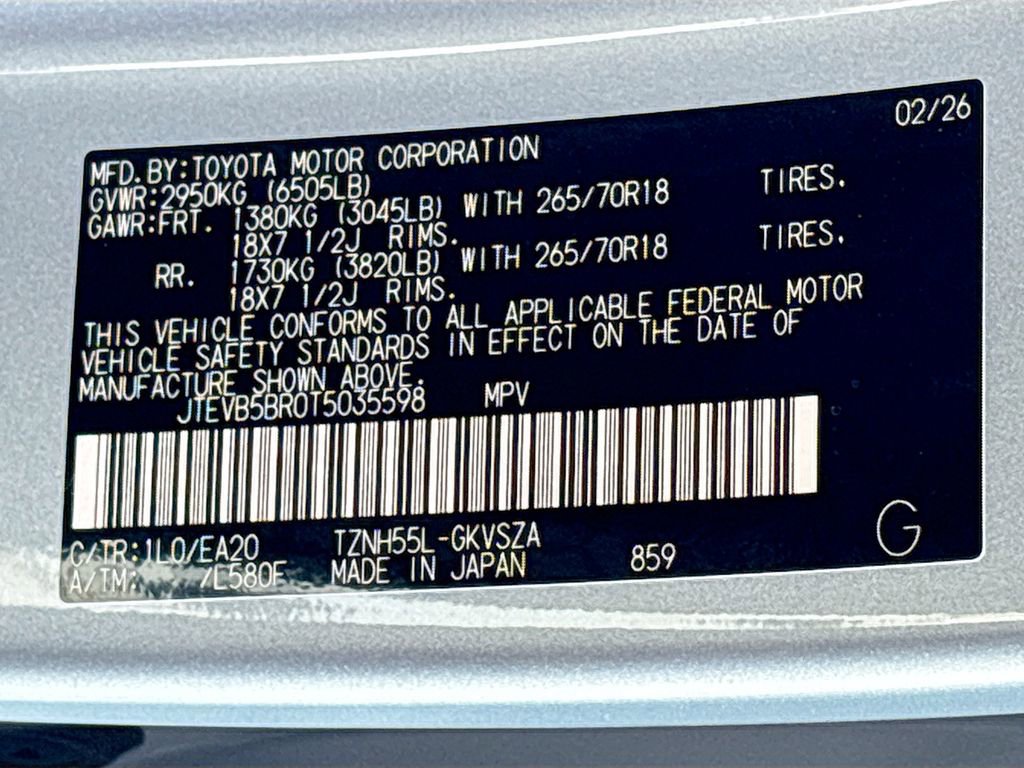 02/26
MFD.BY:TOYOTA MOTOR CORPORATION
GVWR:2950KG (6505LB)
GAWR:FRT. 1380KG (3045LB) WITH 265/70R18 TIRES.
18X7 1/2J RIMS.
RR. 1730KG (3820LB) WITH 265/70R18 TIRES.
18X7 1/2J RIMS.
THIS VEHICLE CONFORMS TO ALL APPLICABLE FEDERAL MOTOR
VEHICLE SAFETY STANDARDS IN EFFECT ON THE DATE OF
MANUFACTURE SHOWN ABOVE.
JTEVB5BR0T5035598 MPV
C/TR:1L0/EA20 TZNH55L-GKVSZA
A/TM: /L580F MADE IN JAPAN 859
G